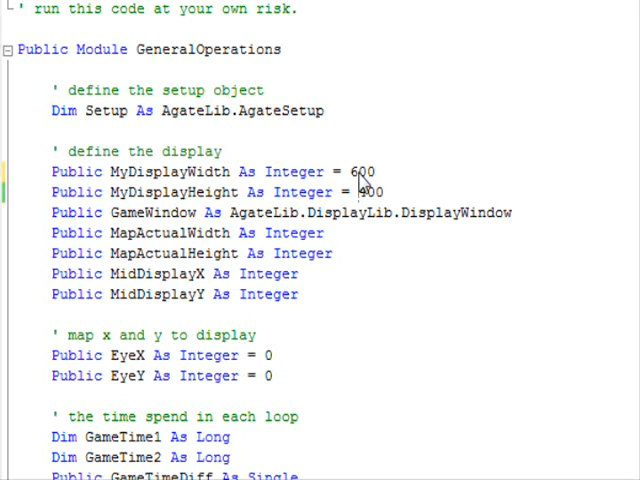 ' run this code at your own risk.
Public Module GeneralOperations
' define the setup object
Dim Setup As AgateLib.AgateSetup
' define the display
Public MyDisplayWidth As Integer = 600
Public MyDisplayHeight As Integer = 400
Public GameWindow As AgateLib.DisplayLib.DisplayWindow
Public MapActualWidth As Integer
Public MapActualHeight As Integer
Public MidDisplayX As Integer
Public MidDisplayY As Integer
' map x and y to display
Public EyeX As Integer = 0
Public EyeY As Integer = 0
' the time spend in each loop
Dim GameTime1 As Long
Dim GameTime2 As Long
Public GameTimeDiff As Single